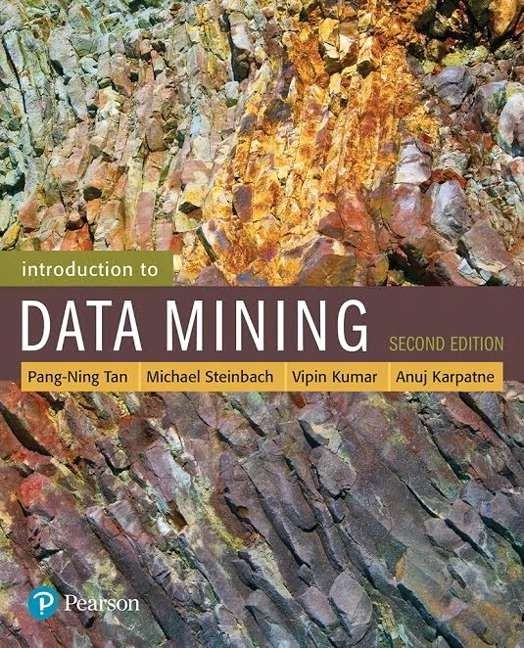 introduction to
DATA MINING SECOND EDITION
Pang-Ning Tan Michael Steinbach Vipin Kumar Anuj Karpatne
P Pearson